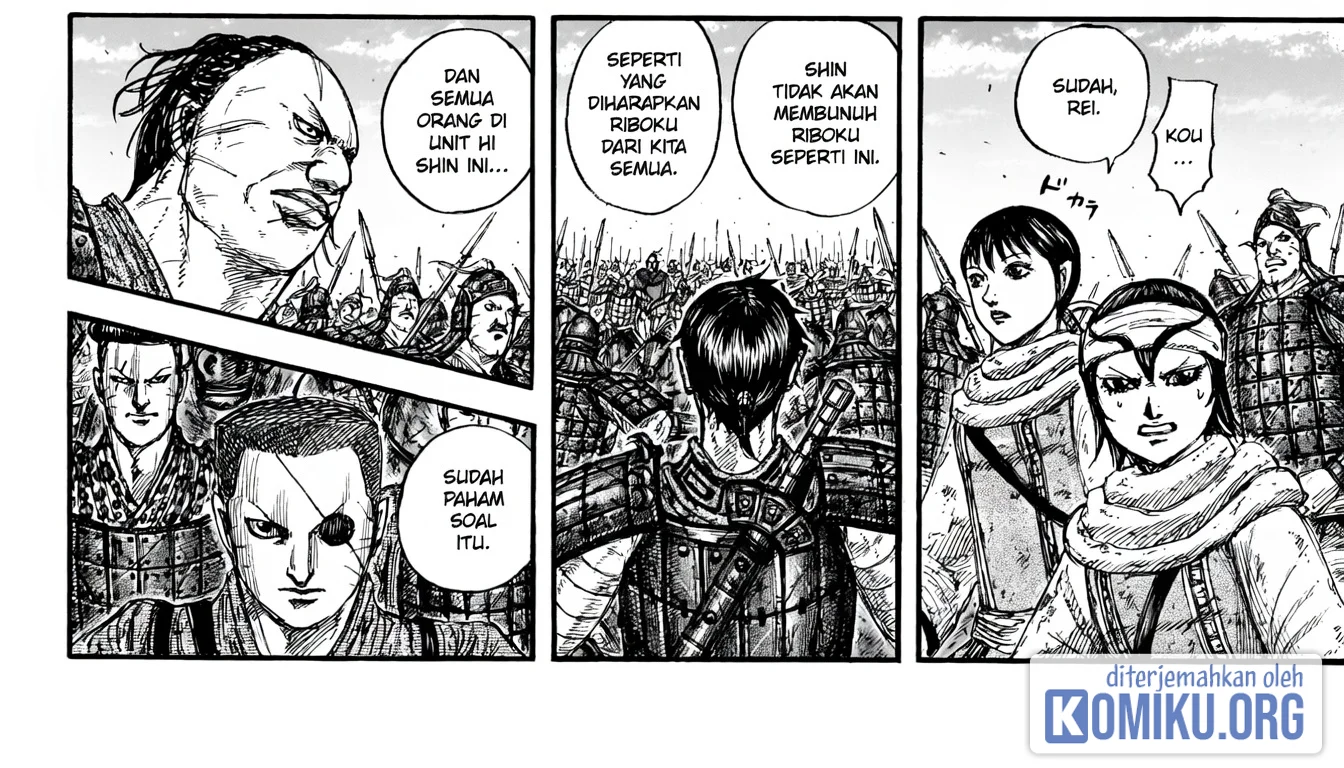 KOU
...
SUDAH,
REI.
ドカラ
SHIN
TIDAK AKAN
MEMBUNUH
RIBOKU
SEPERTI INI.
SEPERTI
YANG
DIHARAPKAN
RIBOKU
DARI KITA
SEMUA.
DAN
SEMUA
ORANG DI
UNIT HI
SHIN INI...
SUDAH
PAHAM
SOAL
ITU.
diterjemahkan oleh
KOMIKU.ORG